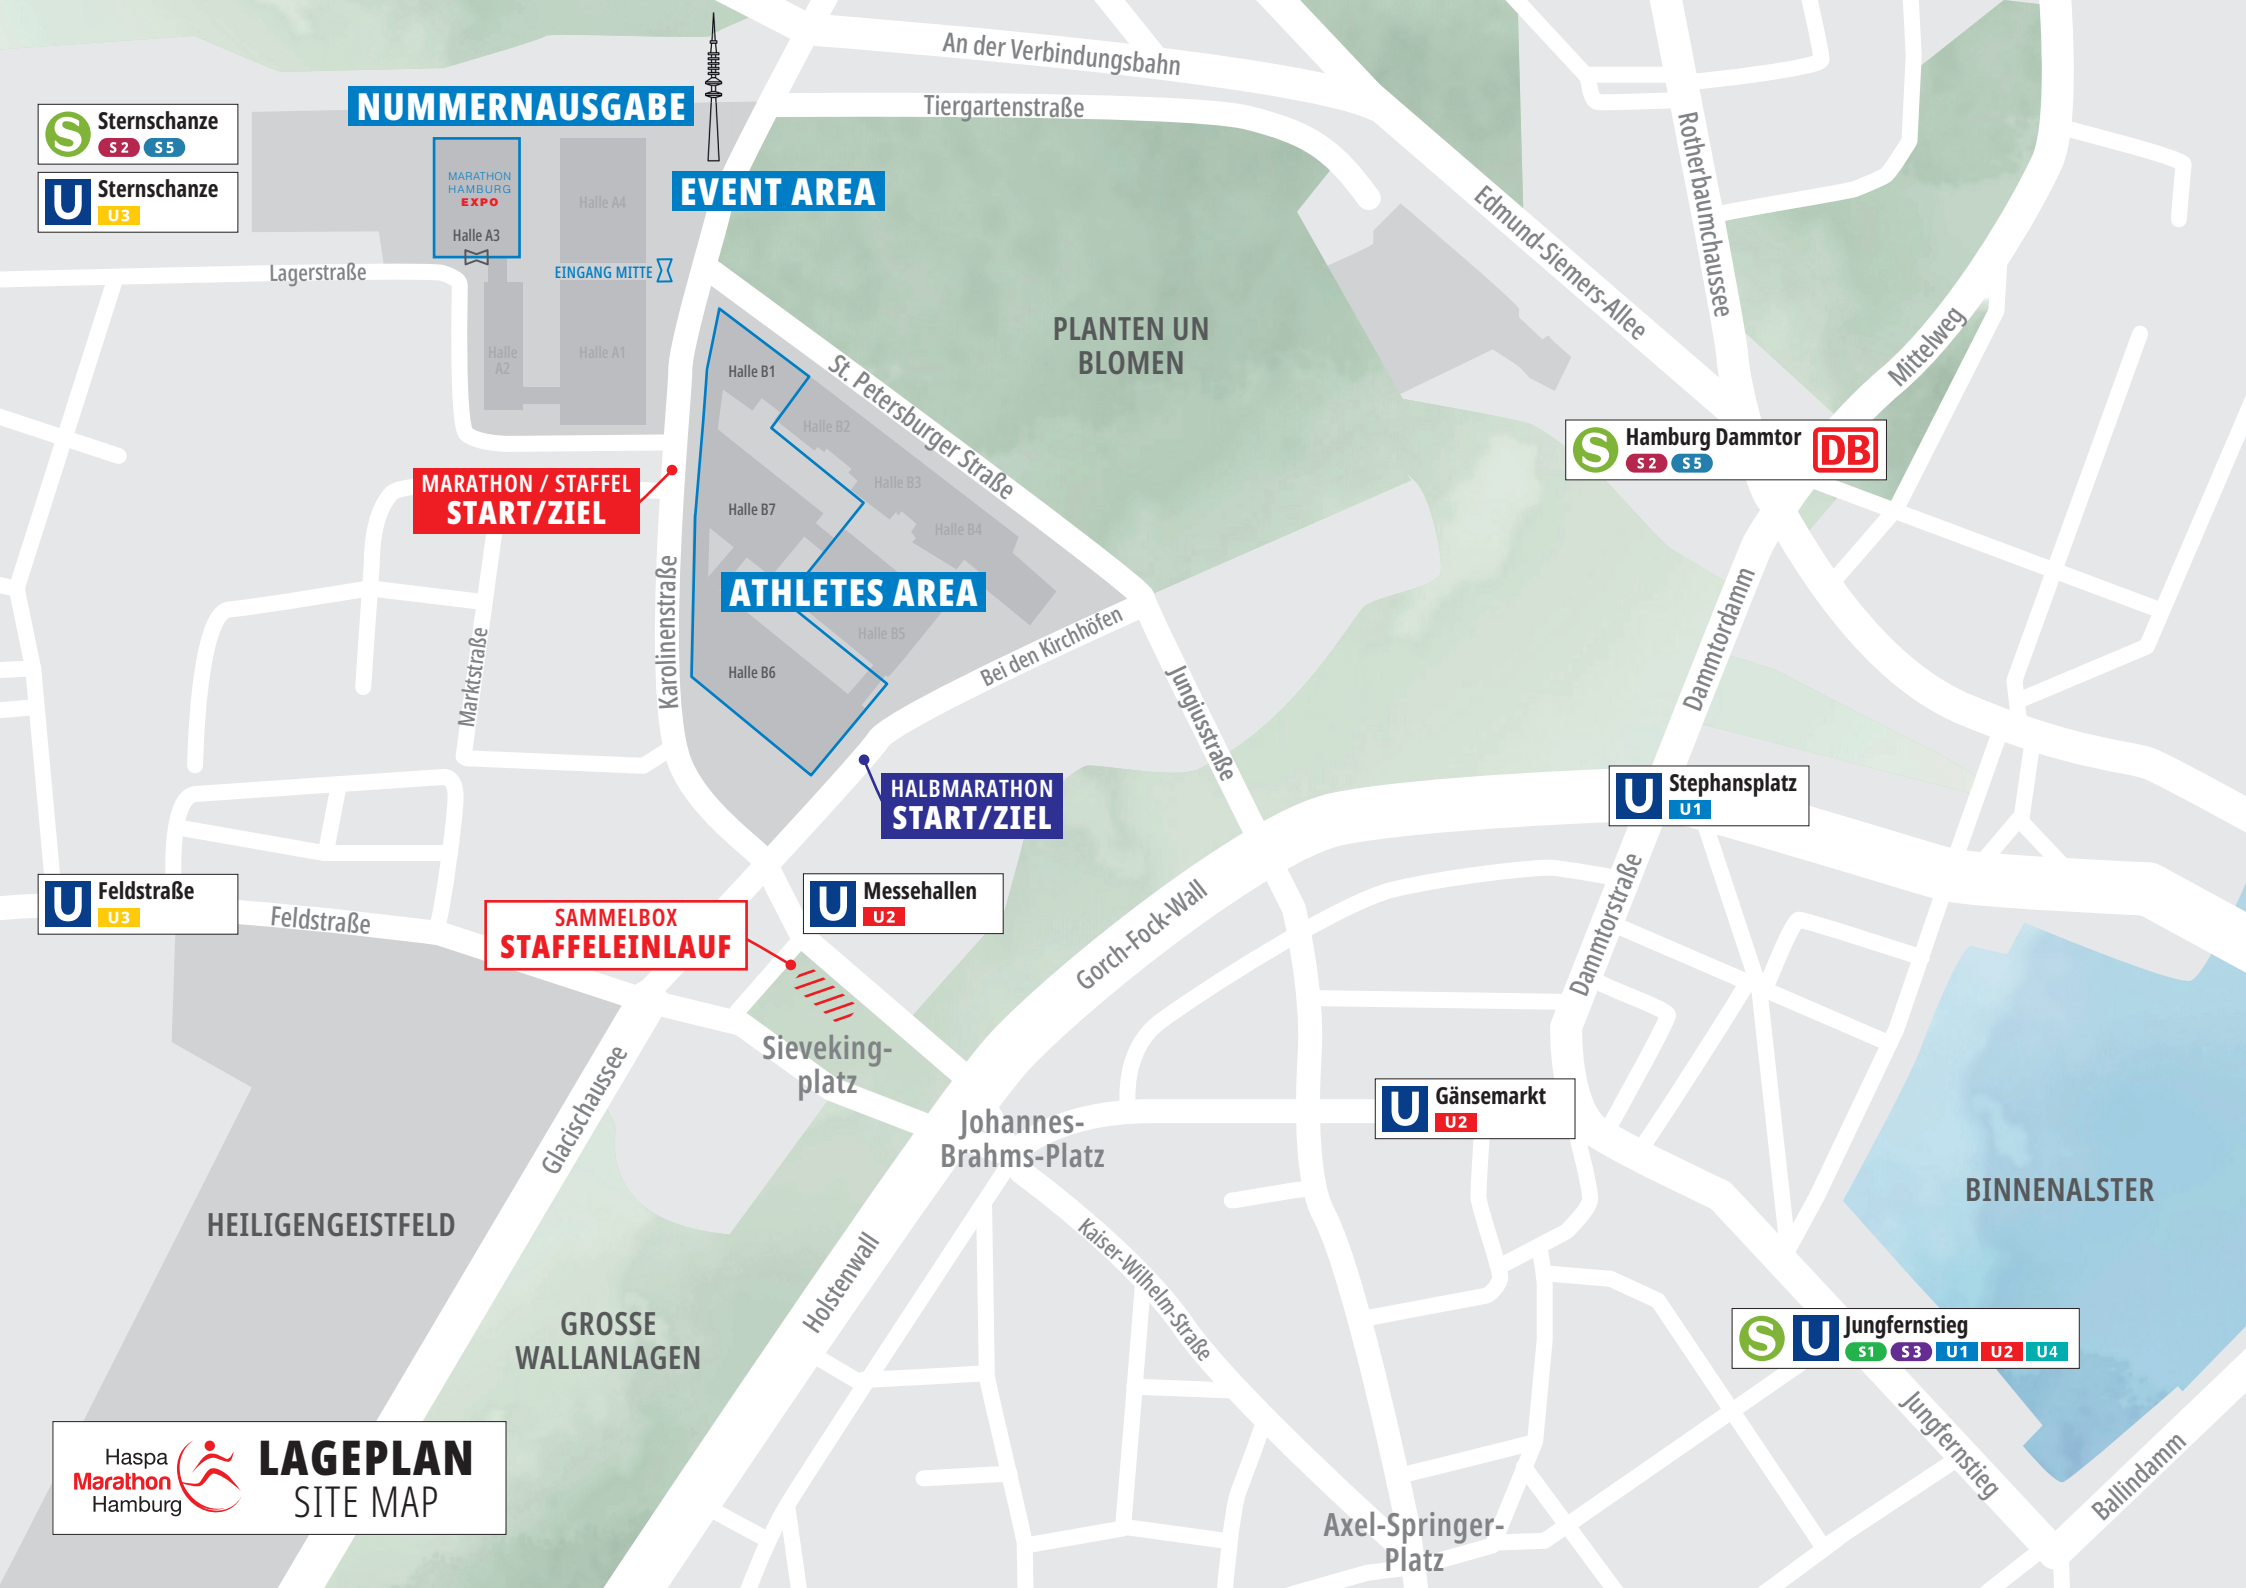 An der Verbindungsbahn
Tiergartenstraße
NUMMERNAUSGABE
S Sternschanze
S2 S5
U Sternschanze
U3
MARATHON
HAMBURG
EXPO
Halle A3
Halle A4
EVENT AREA
EINGANG MITTE
Lagerstraße
Halle
A2
Halle A1
Rotherbaumchaussee
Edmund-Siemers-Allee
Mittelweg
PLANTEN UN
BLOMEN
St. Petersburger Straße
Halle B1
Halle B2
Halle B3
Halle B4
Halle B7
S Hamburg Dammtor DB
S2 S5
MARATHON / STAFFEL
START/ZIEL
ATHLETES AREA
Halle B5
Halle B6
Karolinenstraße
Marktstraße
Bei den Kirchhöfen
Jungiusstraße
Dammtordamm
HALBMARATHON
START/ZIEL
U Stephansplatz
U1
U Feldstraße
U3
Feldstraße
SAMMELBOX
STAFFELEINLAUF
U Messehallen
U2
Gorch-Fock-Wall
Dammtorstraße
Sieveking-
platz
Glacischaussee
Johannes-
Brahms-Platz
U Gänsemarkt
U2
BINNENALSTER
HEILIGENGEISTFELD
GROSSE
WALLANLAGEN
Holstenwall
Kaiser-Wilhelm-Straße
S U Jungfernstieg
S1 S3 U1 U2 U4
Jungfernstieg
Ballindamm
Axel-Springer-
Platz
Haspa
Marathon
Hamburg
LAGEPLAN
SITE MAP